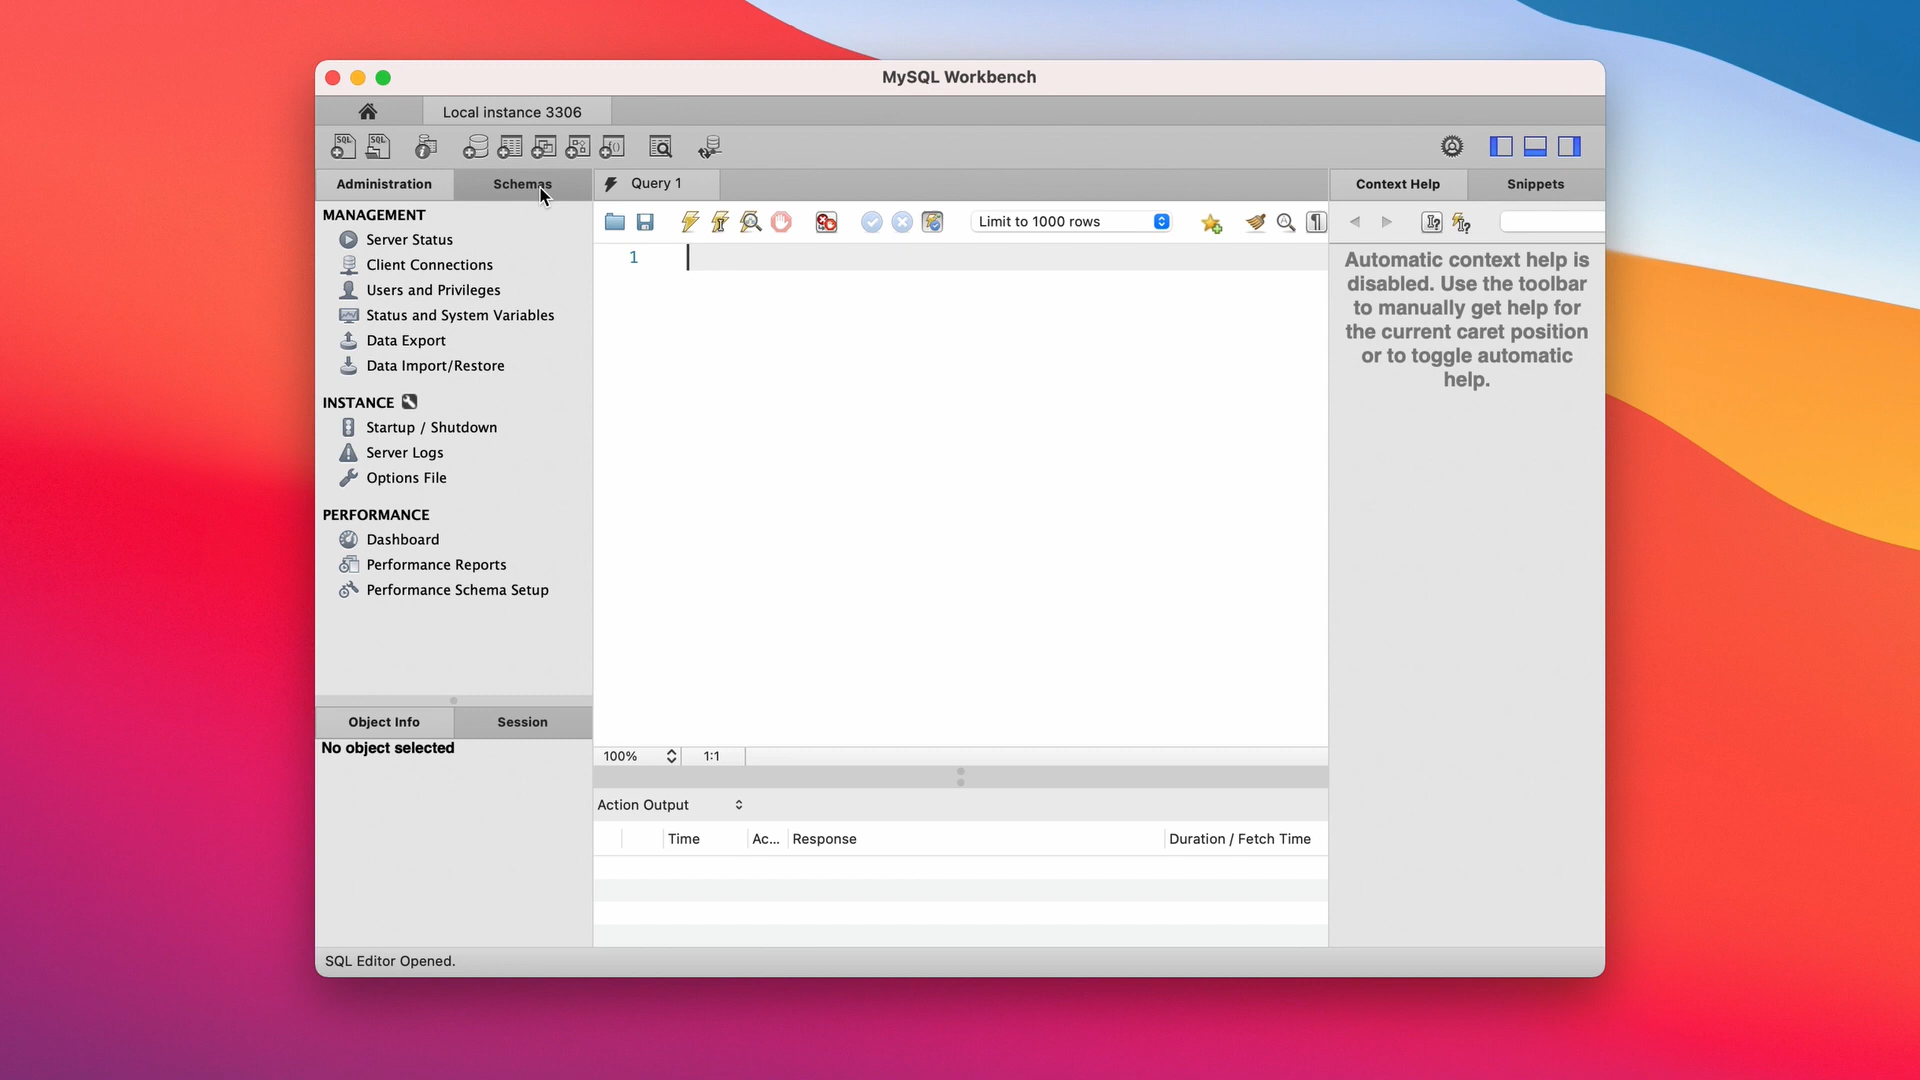 MySQL Workbench
Local instance 3306
SQL
SQL
Administration
Schemas
Query 1
Context Help
Snippets
Limit to 1000 rows
MANAGEMENT
Server Status
Client Connections
Users and Privileges
Status and System Variables
Data Export
Data Import/Restore
INSTANCE
Startup / Shutdown
Server Logs
Options File
PERFORMANCE
Dashboard
Performance Reports
Performance Schema Setup
1
Automatic context help is
disabled. Use the toolbar
to manually get help for
the current caret position
or to toggle automatic
help.
Object Info
Session
No object selected
100%
1:1
Action Output
Time
Ac...
Response
Duration / Fetch Time
SQL Editor Opened.